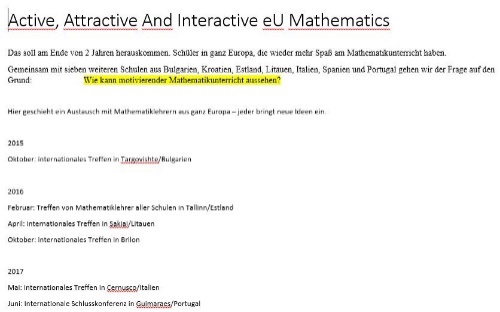 Active, Attractive And Interactive eU Mathematics
Das soll am Ende von 2 Jahren herauskommen. Schüler in ganz Europa, die wieder mehr Spaß am Mathematikunterricht haben.
Gemeinsam mit sieben weiteren Schulen aus Bulgarien, Kroatien, Estland, Litauen, Italien, Spanien und Portugal gehen wir der Frage auf den
Grund: Wie kann motivierender Mathematikunterricht aussehen?
Hier geschieht ein Austausch mit Mathematiklehrern aus ganz Europa – jeder bringt neue Ideen ein.
2015
Oktober: Internationales Treffen in Targovishte/Bulgarien
2016
Februar: Treffen von Mathematiklehrer aller Schulen in Tallinn/Estland
April: Internationales Treffen in Sakiai/Litauen
Oktober: Internationales Treffen in Brilon
2017
Mai: Internationales Treffen in Cernusco/Italien
Juni: Internationale Schlusskonferenz in Guimaraes/Portugal